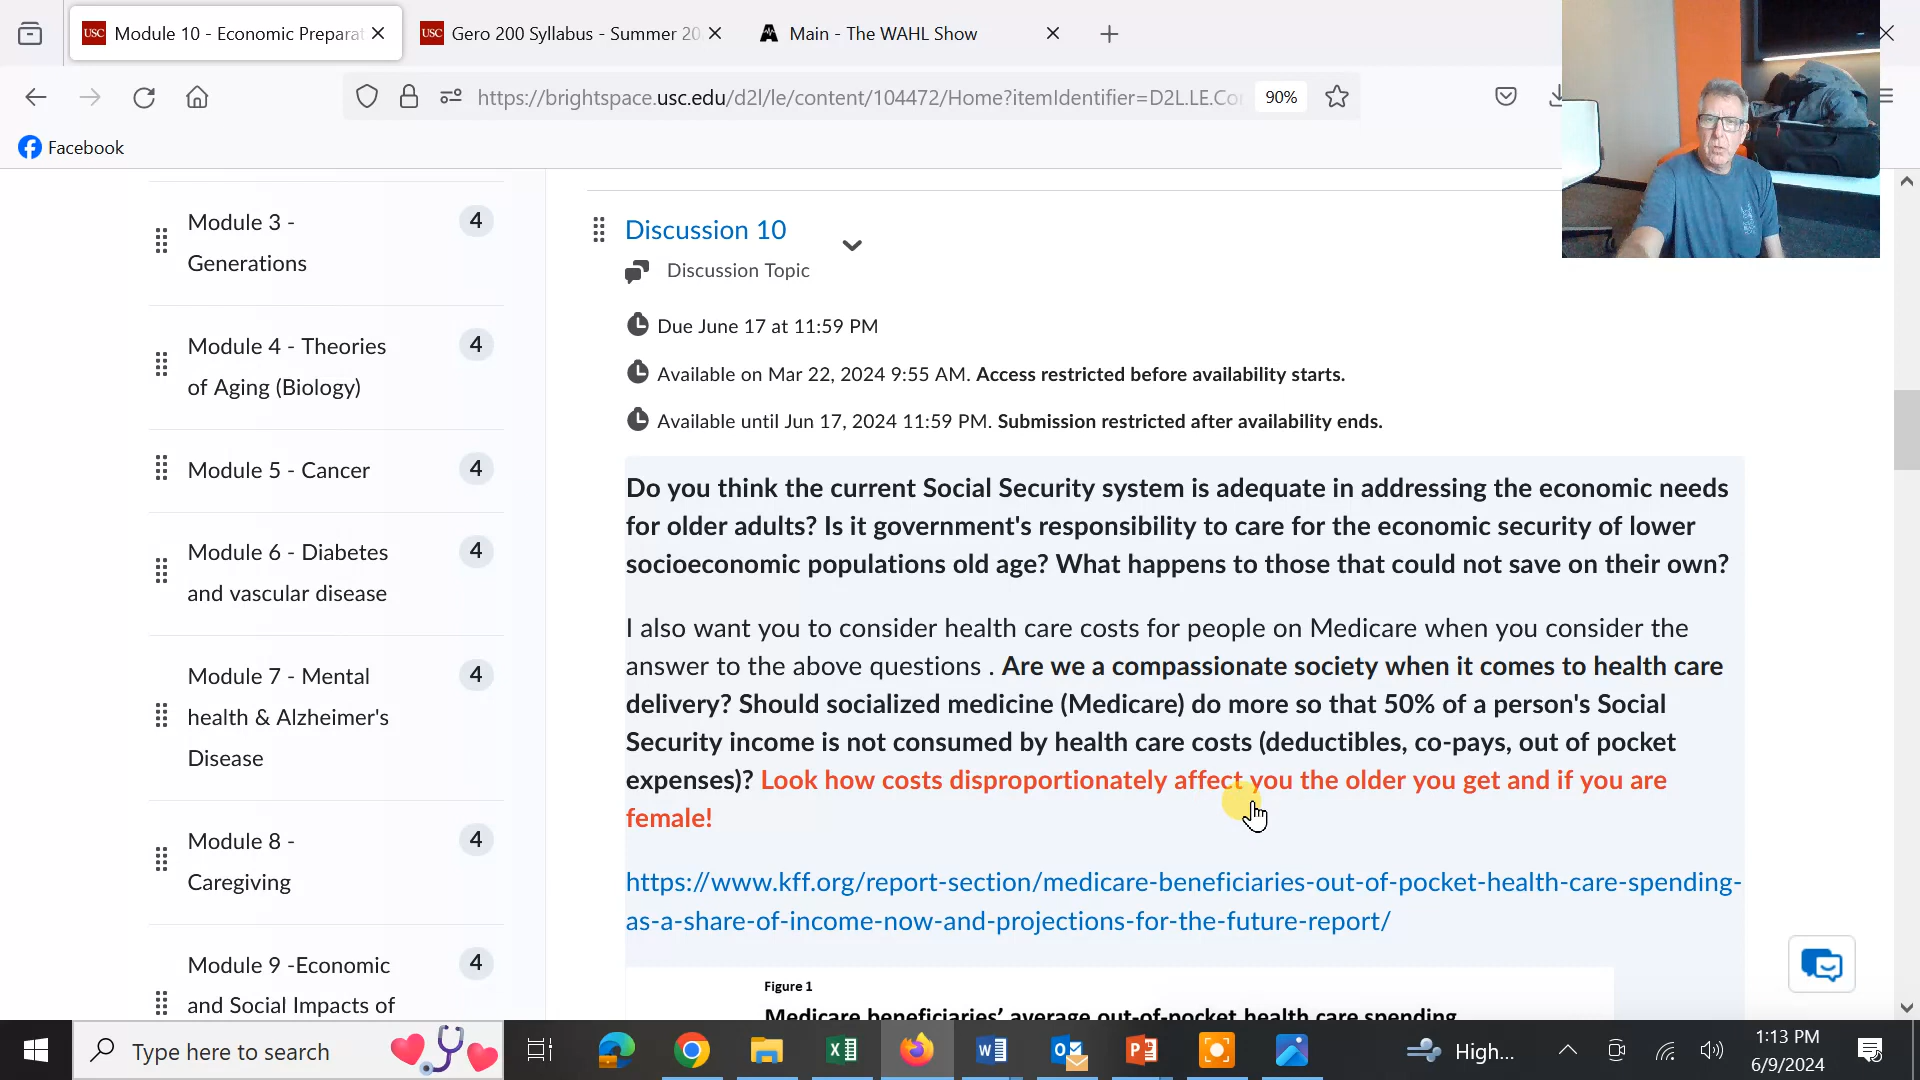 USC Module 10 - Economic Prepara
USC Gero 200 Syllabus - Summer 20
Main - The WAHL Show
https://brightspace.usc.edu/d2l/le/content/104472/Home?itemIdentifier=D2L.LE.Co
90%
Facebook
Module 3 -
Generations
4
Module 4 - Theories
of Aging (Biology)
4
Module 5 - Cancer
4
Module 6 - Diabetes
and vascular disease
4
Module 7 - Mental
health & Alzheimer's
Disease
4
Module 8 -
Caregiving
4
Module 9 -Economic
and Social Impacts of
4
Discussion 10
Discussion Topic
Due June 17 at 11:59 PM
Available on Mar 22, 2024 9:55 AM. Access restricted before availability starts.
Available until Jun 17, 2024 11:59 PM. Submission restricted after availability ends.
Do you think the current Social Security system is adequate in addressing the economic needs
for older adults? Is it government's responsibility to care for the economic security of lower
socioeconomic populations old age? What happens to those that could not save on their own?
I also want you to consider health care costs for people on Medicare when you consider the
answer to the above questions . Are we a compassionate society when it comes to health care
delivery? Should socialized medicine (Medicare) do more so that 50% of a person's Social
Security income is not consumed by health care costs (deductibles, co-pays, out of pocket
expenses)? Look how costs disproportionately affect you the older you get and if you are
female!
https://www.kff.org/report-section/medicare-beneficiaries-out-of-pocket-health-care-spending-
as-a-share-of-income-now-and-projections-for-the-future-report/
Figure 1
Medicare beneficiaries' average out-of-pocket health care spending
Type here to search
High...
1:13 PM
6/9/2024